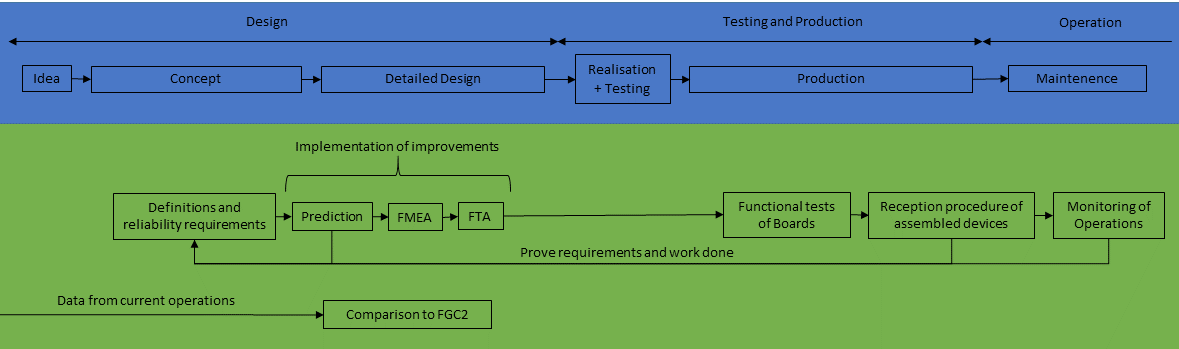 Design
Testing and Production
Operation
Idea
Concept
Detailed Design
Realisation
+ Testing
Production
Maintenence
Implementation of improvements
Definitions and
reliability requirements
Prediction
FMEA
FTA
Functional tests
of Boards
Reception procedure of
assembled devices
Monitoring of
Operations
Prove requirements and work done
Data from current operations
Comparison to FGC2